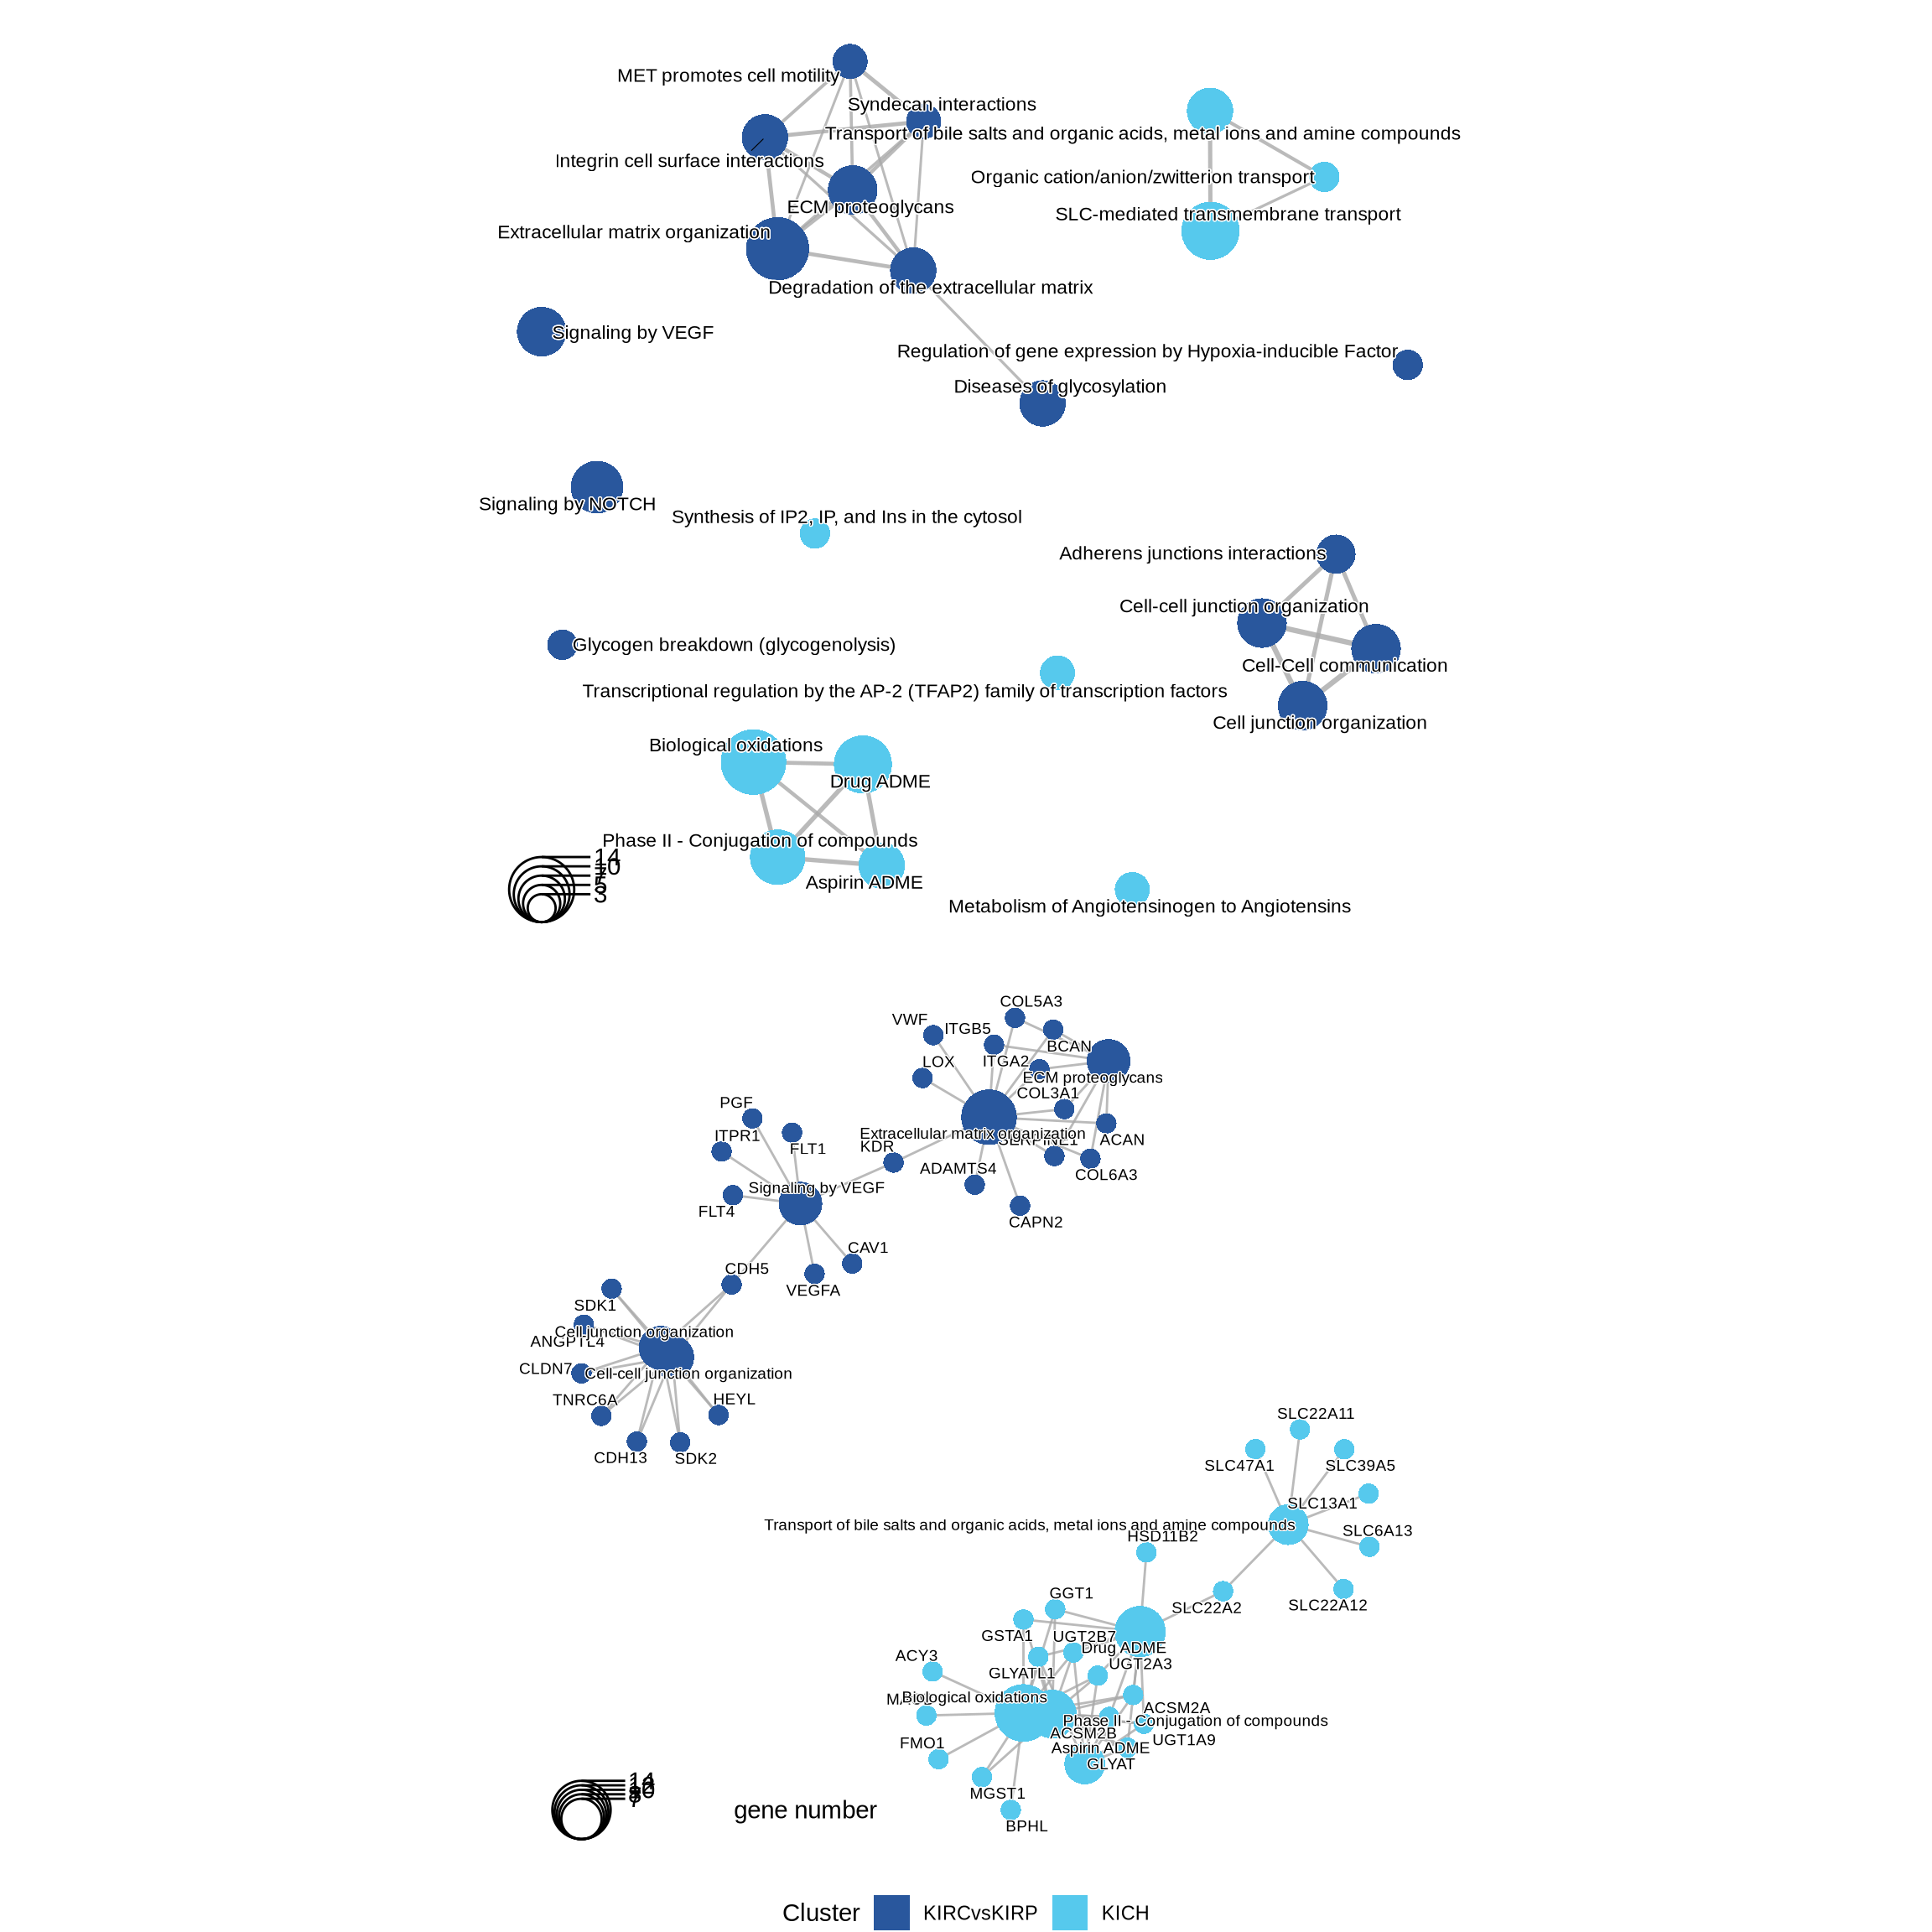 MET promotes cell motility
Syndecan interactions
Transport of bile salts and organic acids, metal ions and amine compounds
Integrin cell surface interactions
Organic cation/anion/zwitterion transport
ECM proteoglycans
SLC-mediated transmembrane transport
Extracellular matrix organization
Degradation of the extracellular matrix
Signaling by VEGF
Regulation of gene expression by Hypoxia-inducible Factor
Diseases of glycosylation
Signaling by NOTCH
Synthesis of IP2, IP, and Ins in the cytosol
Adherens junctions interactions
Cell-cell junction organization
Glycogen breakdown (glycogenolysis)
Cell-Cell communication
Transcriptional regulation by the AP-2 (TFAP2) family of transcription factors
Cell junction organization
Biological oxidations
Drug ADME
Phase II - Conjugation of compounds
Aspirin ADME
14
10
7
5
3
Metabolism of Angiotensinogen to Angiotensins
COL5A3
VWF
ITGB5
BCAN
LOX
ITGA2
ECM proteoglycans
COL3A1
PGF
ITPR1
FLT1
KDR
Extracellular matrix organization
SERPINE1
ACAN
ADAMTS4
COL6A3
Signaling by VEGF
FLT4
CAPN2
CAV1
CDH5
VEGFA
SDK1
Cell junction organization
ANGPTL4
CLDN7
Cell-cell junction organization
TNRC6A
HEYL
CDH13
SDK2
SLC22A11
SLC47A1
SLC39A5
SLC13A1
Transport of bile salts and organic acids, metal ions and amine compounds
SLC6A13
HSD11B2
GGT1
SLC22A2
SLC22A12
GSTA1
UGT2B7
Drug ADME
ACY3
UGT2A3
GLYATL1
Biological oxidations
ACSM2A
Phase II - Conjugation of compounds
ACSM2B
UGT1A9
FMO1
Aspirin ADME
GLYAT
MGST1
BPHL
14
gene number
Cluster
KIRCvsKIRP
KICH